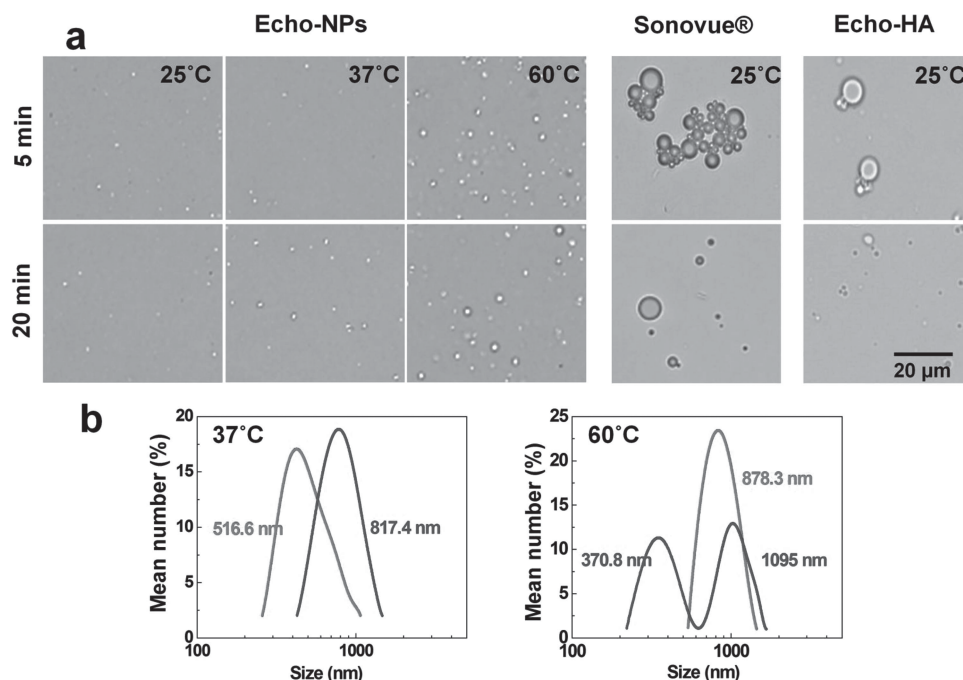 a
Echo-NPs
Sonovue®
Echo-HA
25˚C
37˚C
60˚C
25˚C
25˚C
5 min
20 min
20 µm
b
37˚C
Mean number (%)
20
15
10
5
0
516.6 nm
817.4 nm
100
1000
Size (nm)
60˚C
Mean number (%)
25
20
15
10
5
0
370.8 nm
878.3 nm
1095 nm
100
1000
Size (nm)